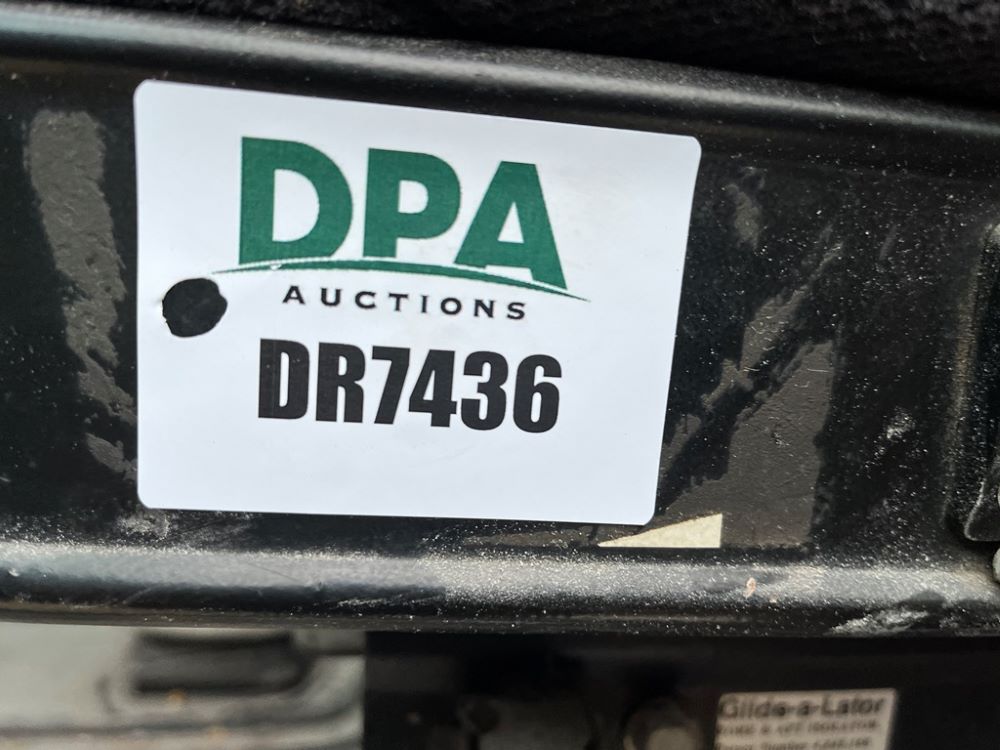 DPA
AUCTIONS
DR7436
Glide-a-Lator